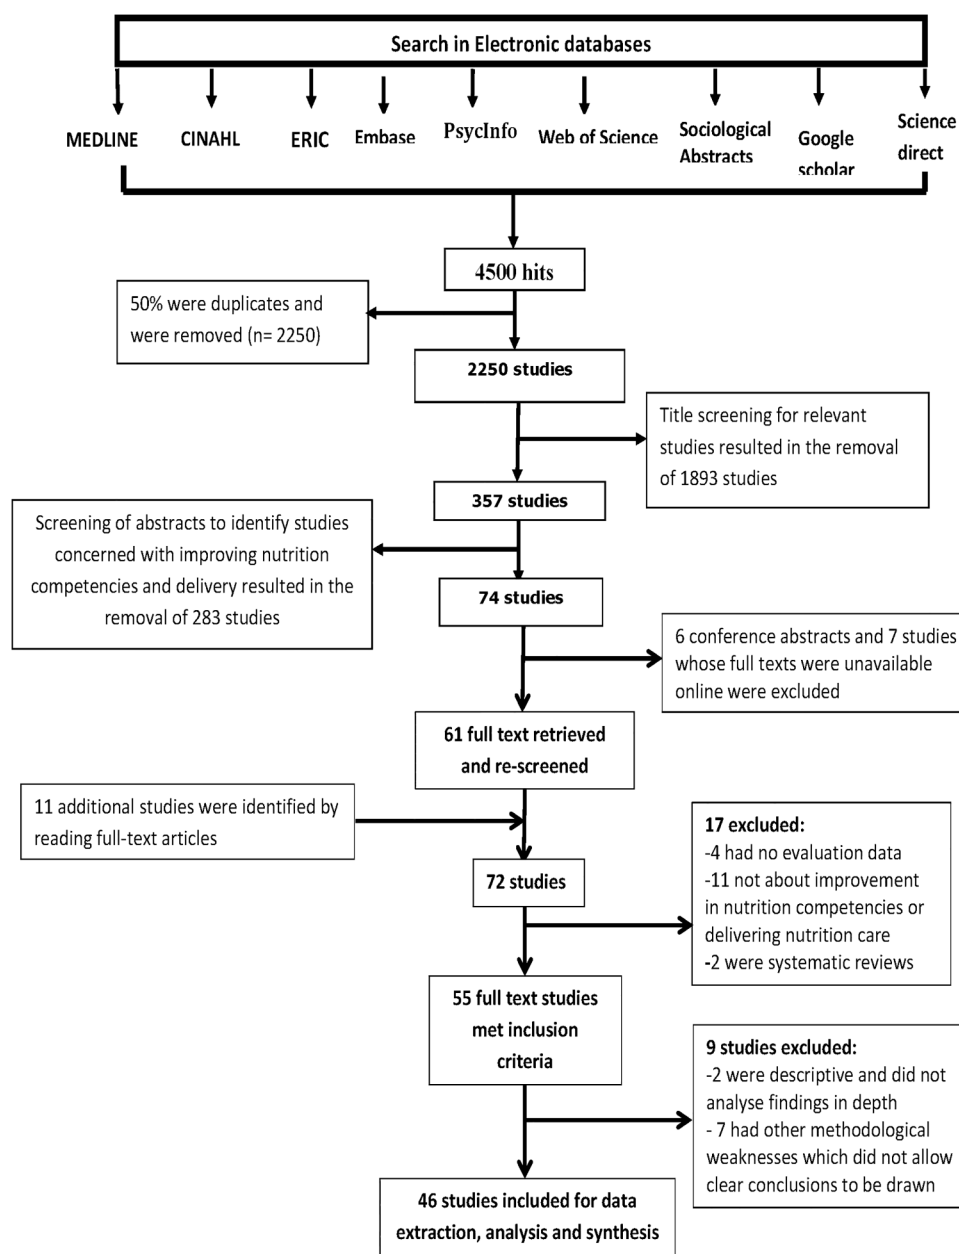 Search in Electronic databases
MEDLINE
CINAHL
ERIC
Embase
PsycInfo
Web of Science
Sociological
Abstracts
Google
scholar
Science
direct
4500 hits
50% were duplicates and
were removed (n= 2250)
2250 studies
Title screening for relevant
studies resulted in the removal
of 1893 studies
357 studies
Screening of abstracts to identify studies
concerned with improving nutrition
competencies and delivery resulted in the
removal of 283 studies
74 studies
6 conference abstracts and 7 studies
whose full texts were unavailable
online were excluded
61 full text retrieved
and re-screened
11 additional studies were identified by
reading full-text articles
72 studies
17 excluded:
-4 had no evaluation data
-11 not about improvement
in nutrition competencies or
delivering nutrition care
-2 were systematic reviews
55 full text studies
met inclusion
criteria
9 studies excluded:
-2 were descriptive and did not
analyse findings in depth
- 7 had other methodological
weaknesses which did not allow
clear conclusions to be drawn
46 studies included for data
extraction, analysis and synthesis